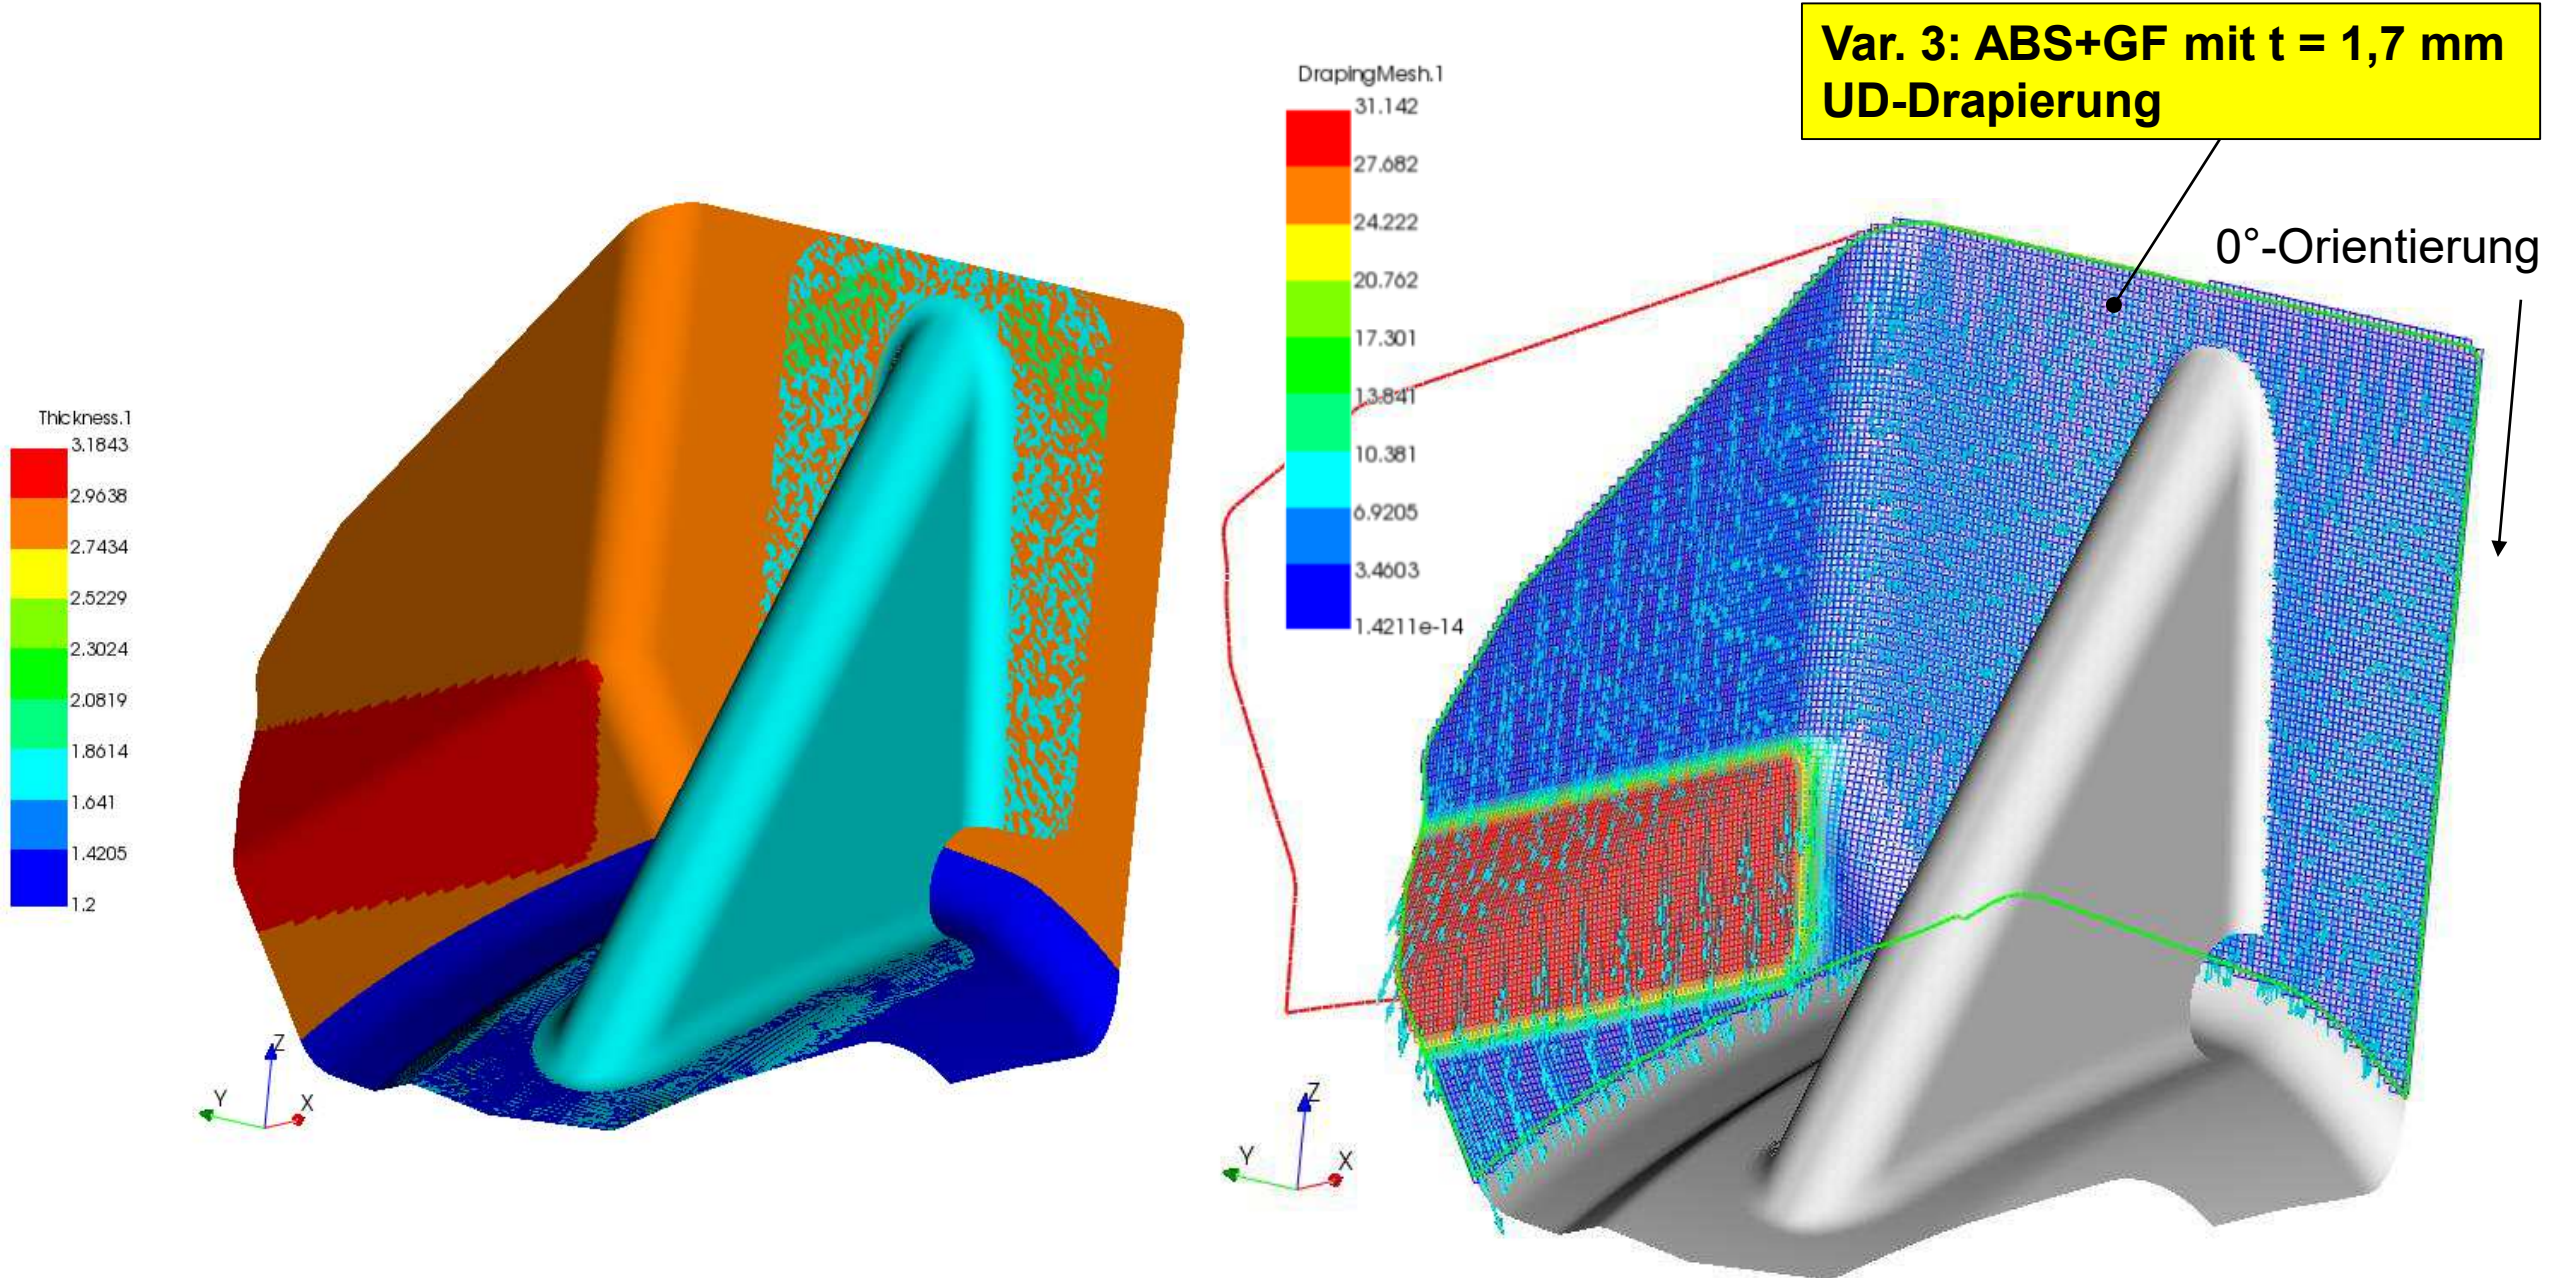 Var. 3: ABS+GF mit t = 1,7 mm
UD-Drapierung
DrapingMesh.1
31.142
27.682
24.222
20.762
17.301
13.841
10.381
6.9205
3.4603
1.4211e-14
0°-Orientierung
Thickness.1
3.1843
2.9638
2.7434
2.5229
2.3024
2.0819
1.8614
1.641
1.4205
1.2
Z
Y
X
Z
Y
X